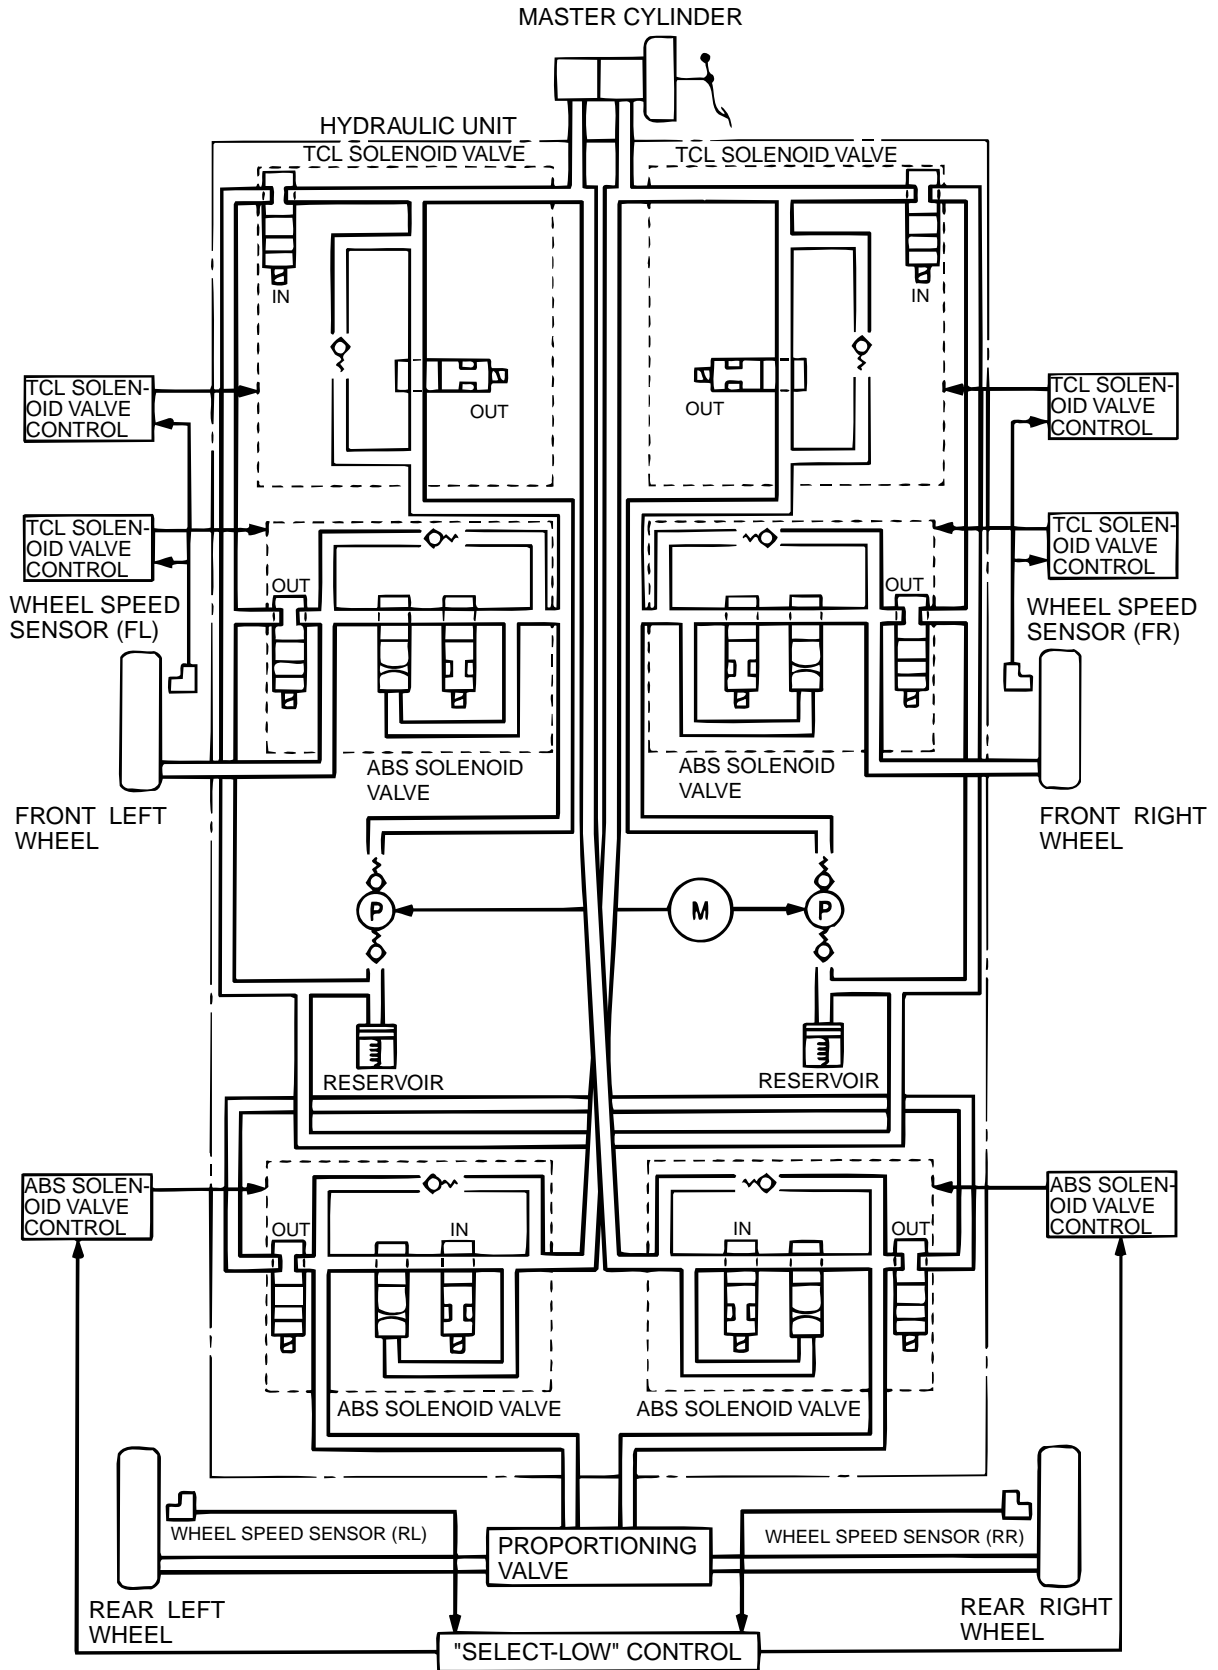 MASTER CYLINDER
HYDRAULIC UNIT
TCL SOLENOID VALVE
TCL SOLENOID VALVE
IN
IN
TCL SOLEN-
OID VALVE
CONTROL
OUT
OUT
TCL SOLEN-
OID VALVE
CONTROL
TCL SOLEN-
OID VALVE
CONTROL
TCL SOLEN-
OID VALVE
CONTROL
OUT
OUT
WHEEL SPEED
SENSOR (FL)
WHEEL SPEED
SENSOR (FR)
ABS SOLENOID
VALVE
ABS SOLENOID
VALVE
FRONT LEFT
WHEEL
FRONT RIGHT
WHEEL
P
M
P
RESERVOIR
RESERVOIR
ABS SOLEN-
OID VALVE
CONTROL
ABS SOLEN-
OID VALVE
CONTROL
OUT
IN
IN
OUT
ABS SOLENOID VALVE
ABS SOLENOID VALVE
WHEEL SPEED SENSOR (RL)
WHEEL SPEED SENSOR (RR)
PROPORTIONING
VALVE
REAR LEFT
WHEEL
REAR RIGHT
WHEEL
"SELECT-LOW" CONTROL